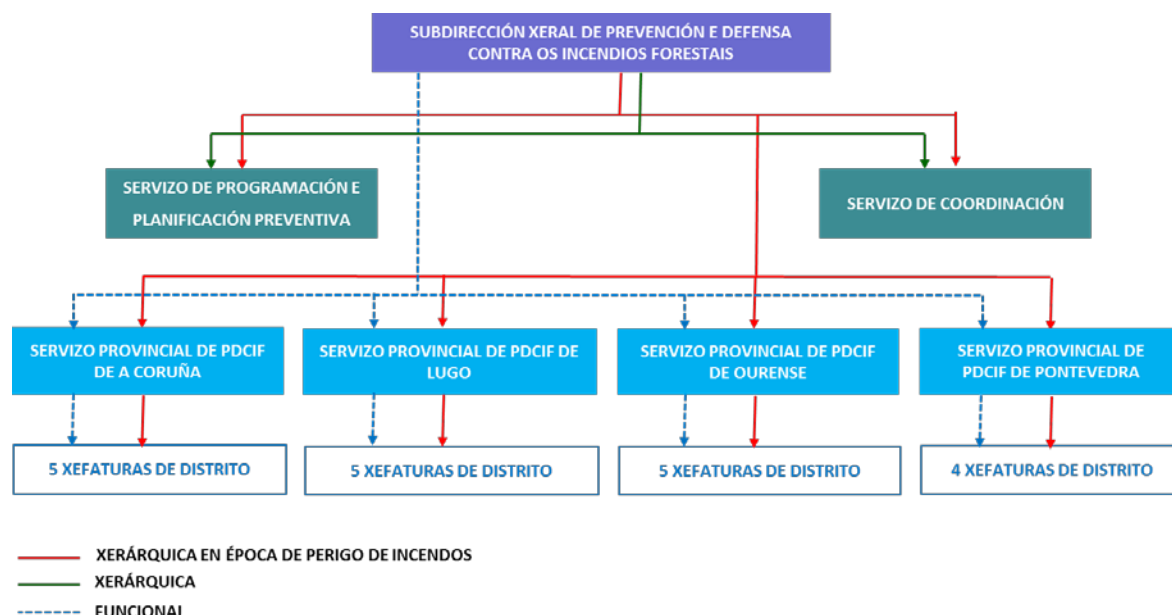 SUBDIRECCIÓN XERAL DE PREVENCIÓN E DEFENSA
CONTRA OS INCENDIOS FORESTAIS
SERVIZO DE PROGRAMACIÓN E
PLANIFICACIÓN PREVENTIVA
SERVIZO DE COORDINACIÓN
SERVIZO PROVINCIAL DE PDCIF
DE A CORUÑA
SERVIZO PROVINCIAL DE PDCIF DE
LUGO
SERVIZO PROVINCIAL DE PDCIF
DE OURENSE
SERVIZO PROVINCIAL DE
PDCIF DE PONTEVEDRA
5 XEFATURAS DE DISTRITO
5 XEFATURAS DE DISTRITO
5 XEFATURAS DE DISTRITO
4 XEFATURAS DE DISTRITO
XERÁRQUICA EN ÉPOCA DE PERIGO DE INCENDOS
XERÁRQUICA
FUNCIONAL